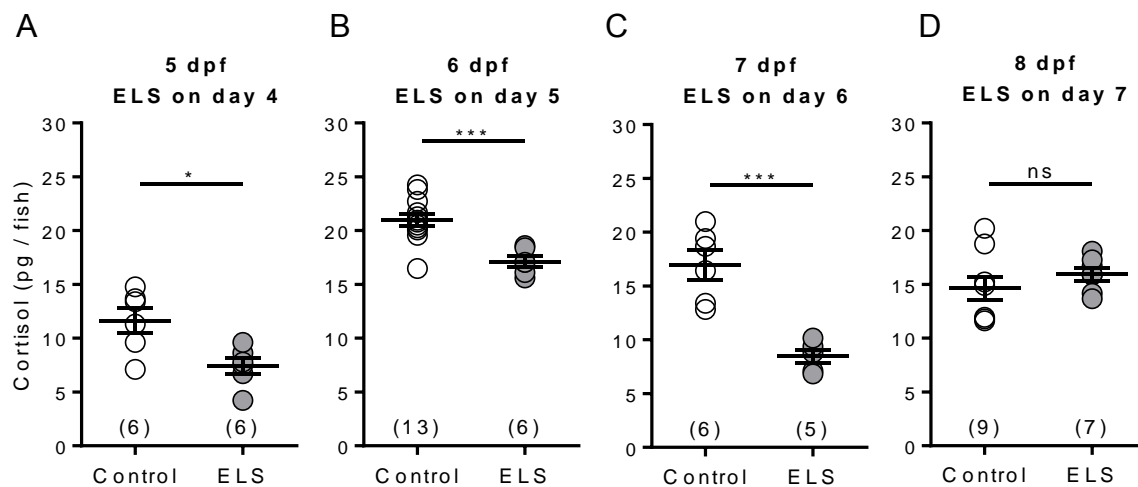 A
5 dpf
ELS on day 4
Cortisol (pg / fish)
30
25
20
15
10
5
0
*
(6) (6)
Control ELS
B
6 dpf
ELS on day 5
30
25
20
15
10
5
0
***
(13) (6)
Control ELS
C
7 dpf
ELS on day 6
30
25
20
15
10
5
0
***
(6) (5)
Control ELS
D
8 dpf
ELS on day 7
30
25
20
15
10
5
0
ns
(9) (7)
Control ELS